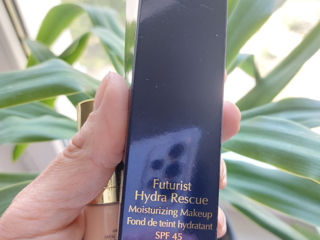 Futurist
Hydra Rescue
Moisturizing Makeup
Fond de teint hydratant
SPF 45